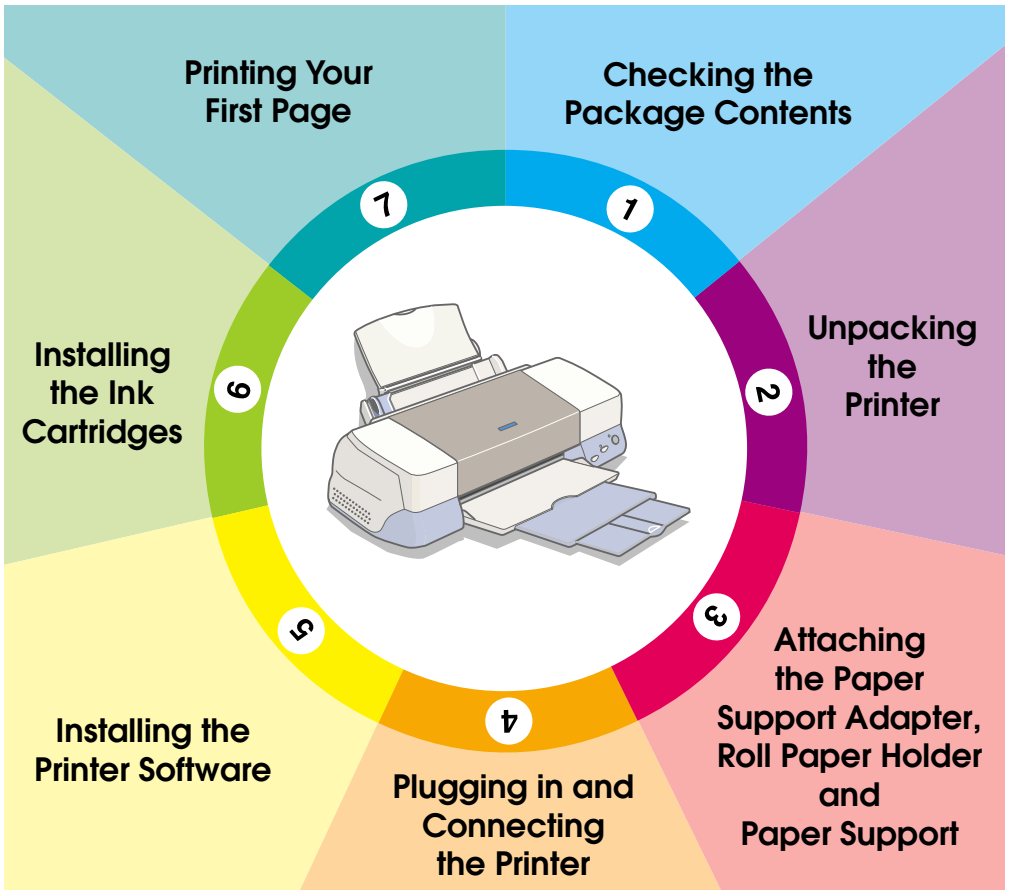 1
Checking the
Package Contents
2
Unpacking
the
Printer
3
Attaching
the Paper
Support Adapter,
Roll Paper Holder
and
Paper Support
4
Plugging in and
Connecting
the Printer
5
Installing the
Printer Software
6
Installing
the Ink
Cartridges
7
Printing Your
First Page